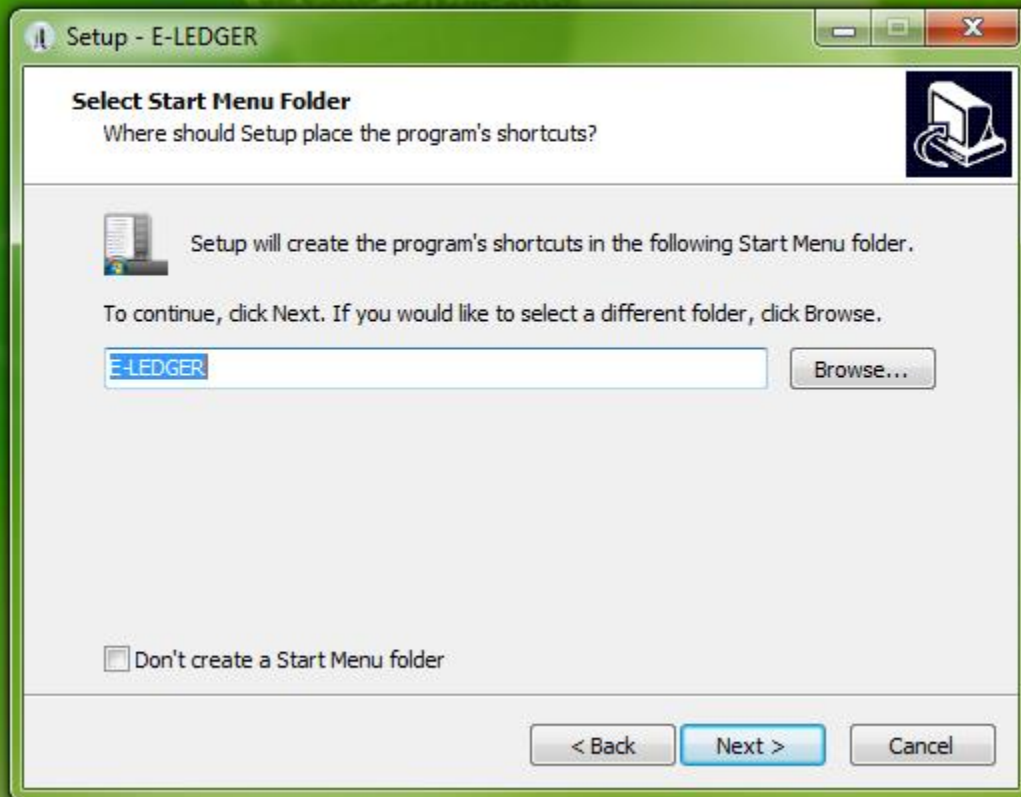 Setup - E-LEDGER
Select Start Menu Folder
Where should Setup place the program's shortcuts?
Setup will create the program's shortcuts in the following Start Menu folder.
To continue, click Next. If you would like to select a different folder, click Browse.
E-LEDGER
Browse...
Don't create a Start Menu folder
< Back
Next >
Cancel